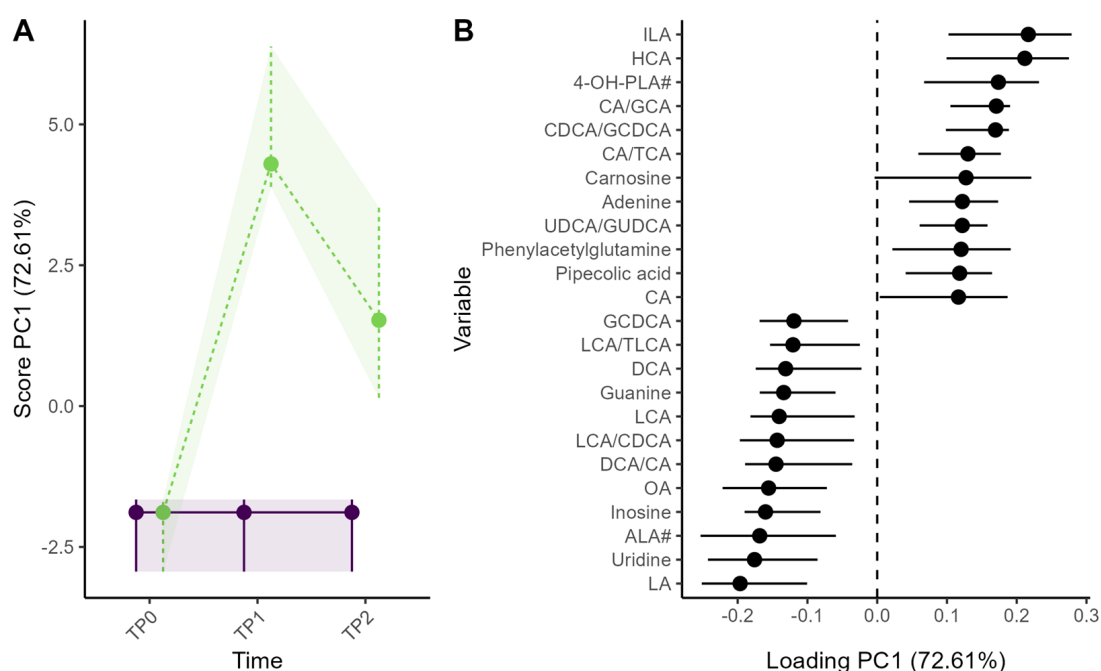 A
Score PC1 (72.61%)
5.0
2.5
0.0
-2.5
TP0
TP1
TP2
Time
B
Variable
ILA
HCA
4-OH-PLA#
CA/GCA
CDCA/GCDCA
CA/TCA
Carnosine
Adenine
UDCA/GUDCA
Phenylacetylglutamine
Pipecolic acid
CA
GCDCA
LCA/TLCA
DCA
Guanine
LCA
LCA/CDCA
DCA/CA
OA
Inosine
ALA#
Uridine
LA
-0.2 -0.1 0.0 0.1 0.2 0.3
Loading PC1 (72.61%)